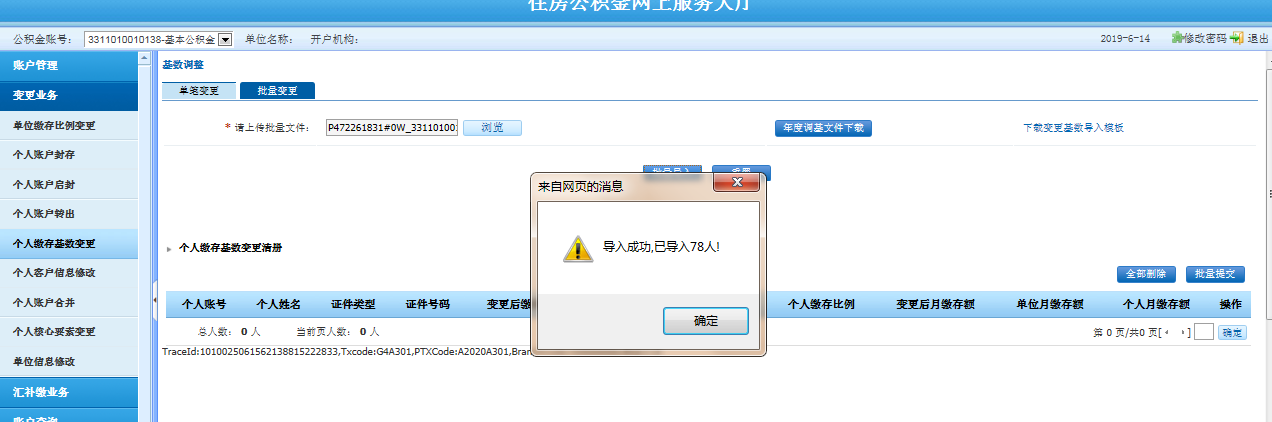 住房公积金网上服务大厅
公积金账号： 3311010010138-基本公积金 单位名称： 开户机构： 2019-6-14 修改密码 退出
账户管理
变更业务
单位缴存比例变更
个人账户封存
个人账户启封
个人账户转出
个人缴存基数变更
个人客户信息修改
个人账户合并
个人核心要素变更
单位信息修改
汇补缴业务
账户查询
基数调整
单笔变更 批量变更
* 请上传批量文件： P472261831#0W_33110100 浏览 年度调基文件下载 下载变更基数导入模板
批量导入 重置
来自网页的消息 X
导入成功,已导入78人!
确定
个人缴存基数变更清册
全部删除 批量提交
个人账号 个人姓名 证件类型 证件号码 变更后缴 个人缴存比例 变更后月缴存额 单位月缴存额 个人月缴存额 操作
总人数： 0 人 当前页人数： 0 人 第 0 页/共0 页[ ] 确定
TraceId:1010025061562138815222833,Txcode:G4A301,PTXCode:A2020A301,Bran